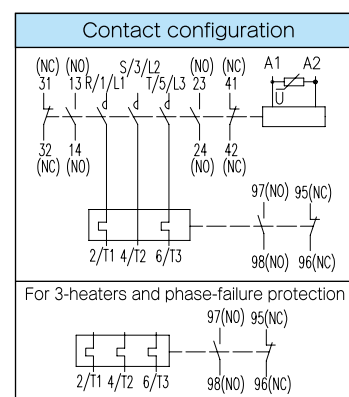 Contact configuration
(NC) (NO) S/3/L2 (NO) (NC) A1 A2
31 13 R/1/L1 T/5/L3 23 41
U
32 14 24 42
(NC) (NO) (NO) (NC)
97(NO) 95(NC)
2/T1 4/T2 6/T3
98(NO) 96(NC)
For 3-heaters and phase-failure protection
97(NO) 95(NC)
2/T1 4/T2 6/T3
98(NO) 96(NC)